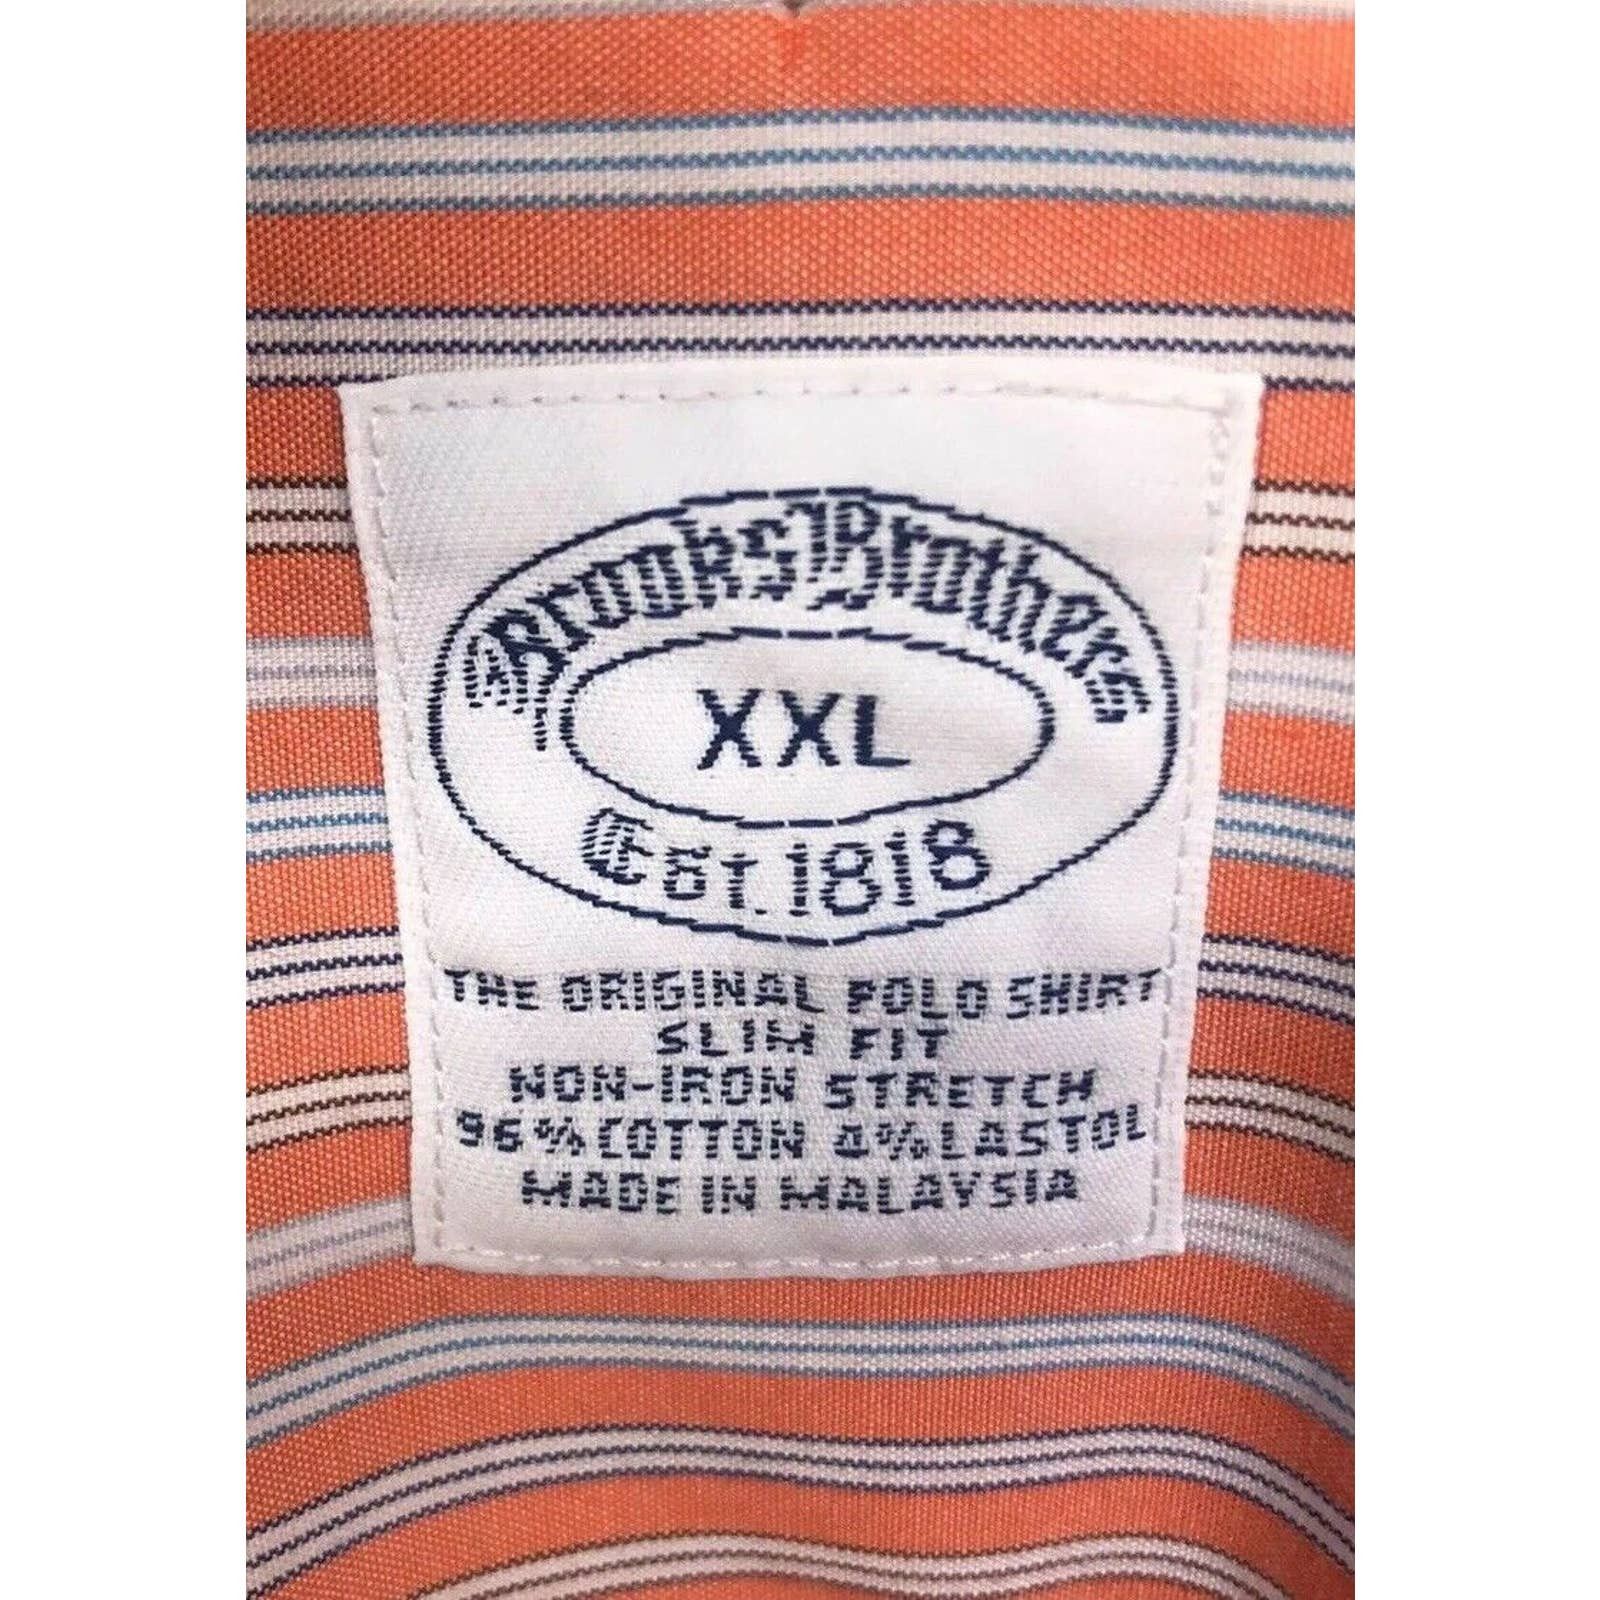 Brooks Brothers
XXL
Est. 1818
THE ORIGINAL POLO SHIRT
SLIM FIT
NON-IRON STRETCH
96% COTTON 4% LASTOL
MADE IN MALAYSIA